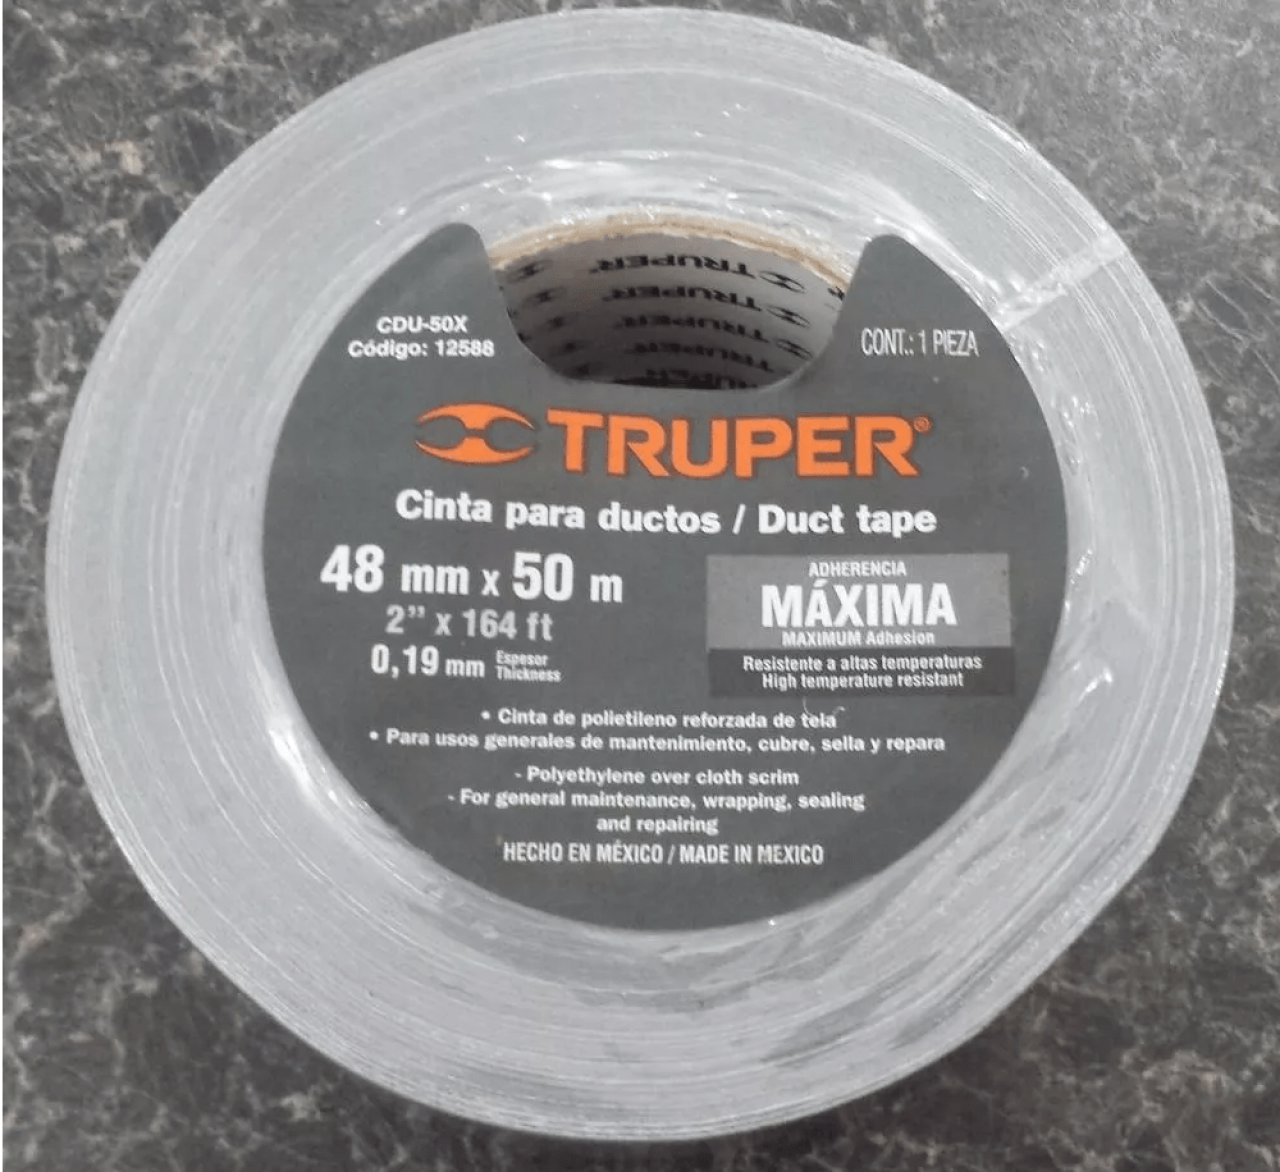 TRUPER
TRUPER
TRUPER
TRUPER
CDU-50X
Código: 12588
CONT.: 1 PIEZA
TRUPER®
Cinta para ductos / Duct tape
48 mm x 50 m
2" x 164 ft
0,19 mm Espesor
Thickness
ADHERENCIA
MÁXIMA
MAXIMUM Adhesion
Resistente a altas temperaturas
High temperature resistant
• Cinta de polietileno reforzada de tela
• Para usos generales de mantenimiento, cubre, sella y repara
- Polyethylene over cloth scrim
- For general maintenance, wrapping, sealing
and repairing
HECHO EN MÉXICO / MADE IN MEXICO